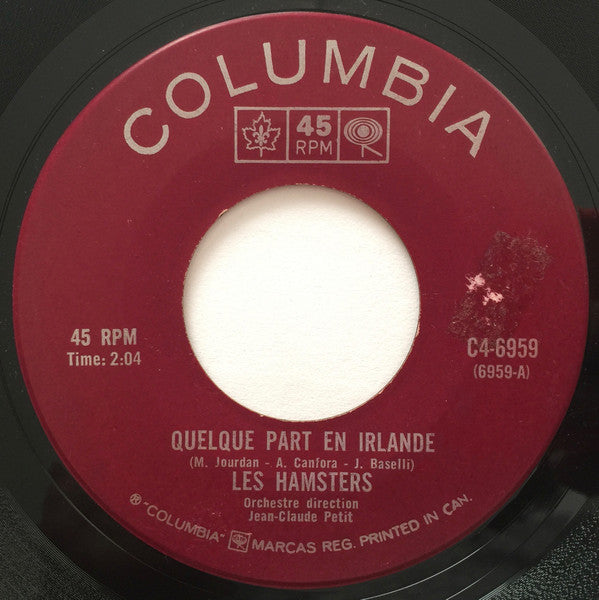 COLUMBIA
45
RPM
45 RPM
Time: 2:04
C4-6959
(6959-A)
QUELQUE PART EN IRLANDE
(M. Jourdan - A. Canfora - J. Baselli)
LES HAMSTERS
Orchestre direction
Jean-Claude Petit
® "COLUMBIA" MARCAS REG. PRINTED IN CAN.